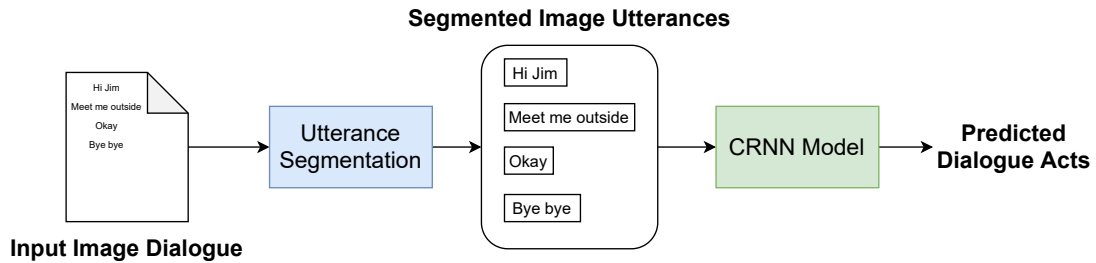 Segmented Image Utterances
Hi Jim
Meet me outside
Okay
Bye bye
Input Image Dialogue
Utterance
Segmentation
Hi Jim
Meet me outside
Okay
Bye bye
CRNN Model
Predicted
Dialogue Acts